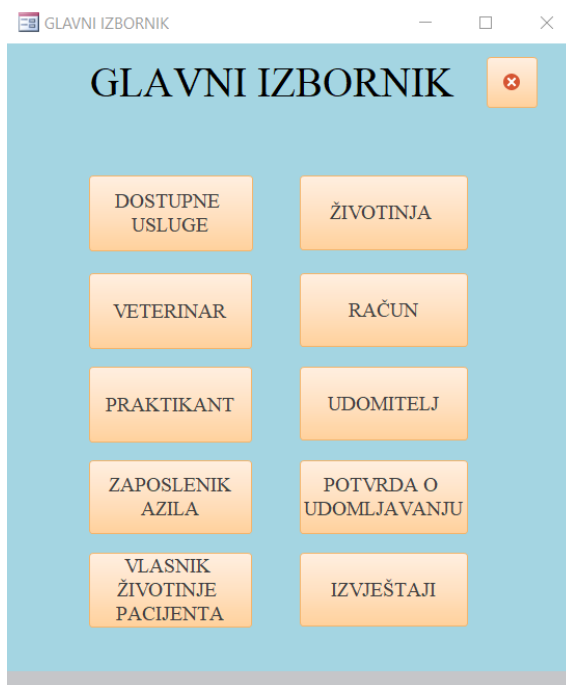 GLAVNI IZBORNIK
GLAVNI IZBORNIK
DOSTUPNE
USLUGE
ŽIVOTINJA
VETERINAR
RAČUN
PRAKTIKANT
UDOMITELJ
ZAPOSLENIK
AZILA
POTVRDA O
UDOMLJAVANJU
VLASNIK
ŽIVOTINJE
PACIJENTA
IZVJEŠTAJI